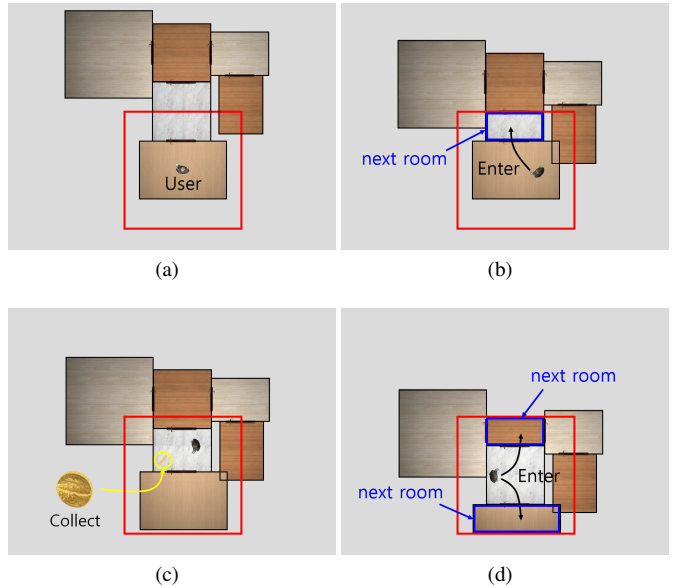 User
next room
Enter
(a)
(b)
Collect
next room
Enter
next room
(c)
(d)